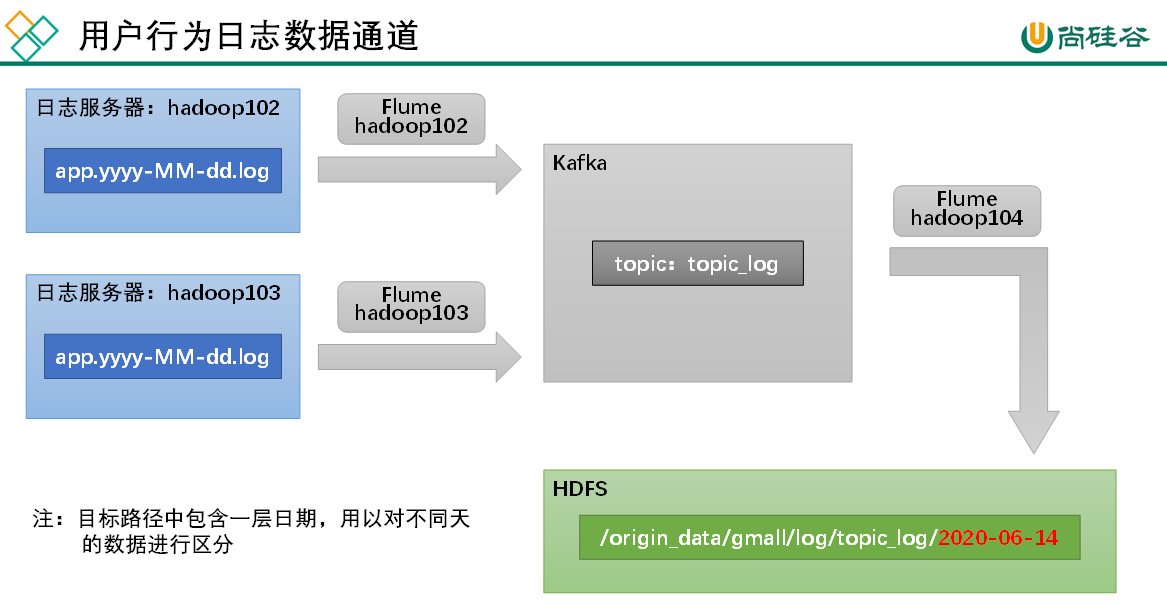 用户行为日志数据通道
尚硅谷
日志服务器：hadoop102
app.yyyy-MM-dd.log
Flume
hadoop102
日志服务器：hadoop103
app.yyyy-MM-dd.log
Flume
hadoop103
Kafka
topic：topic_log
Flume
hadoop104
HDFS
/origin_data/gmall/log/topic_log/2020-06-14
注：目标路径中包含一层日期，用以对不同天
的数据进行区分